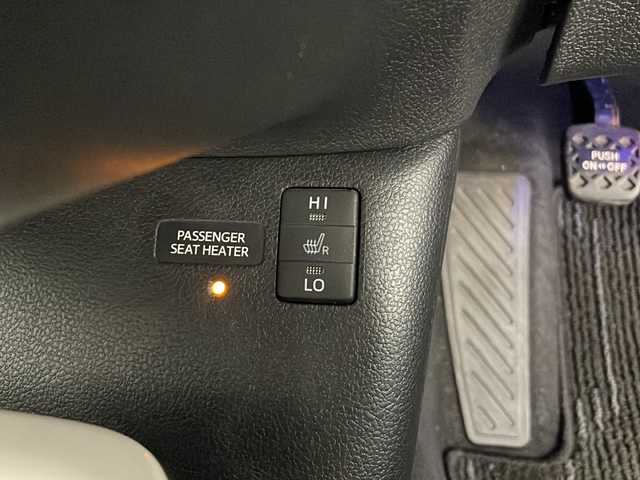 PASSENGER
SEAT HEATER
HI
R
LO
PUSH
ON⇔OFF